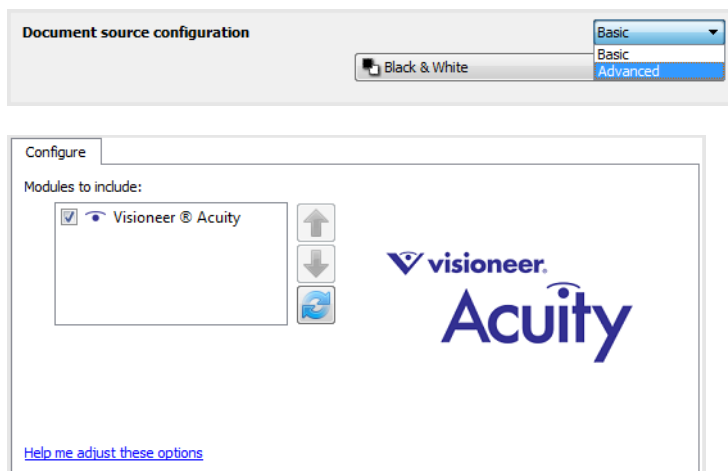 Document source configuration
Basic
Basic
Black & White
Advanced
Configure
Modules to include:
Visioneer ® Acuity
visioneer.
Acuity
Help me adjust these options